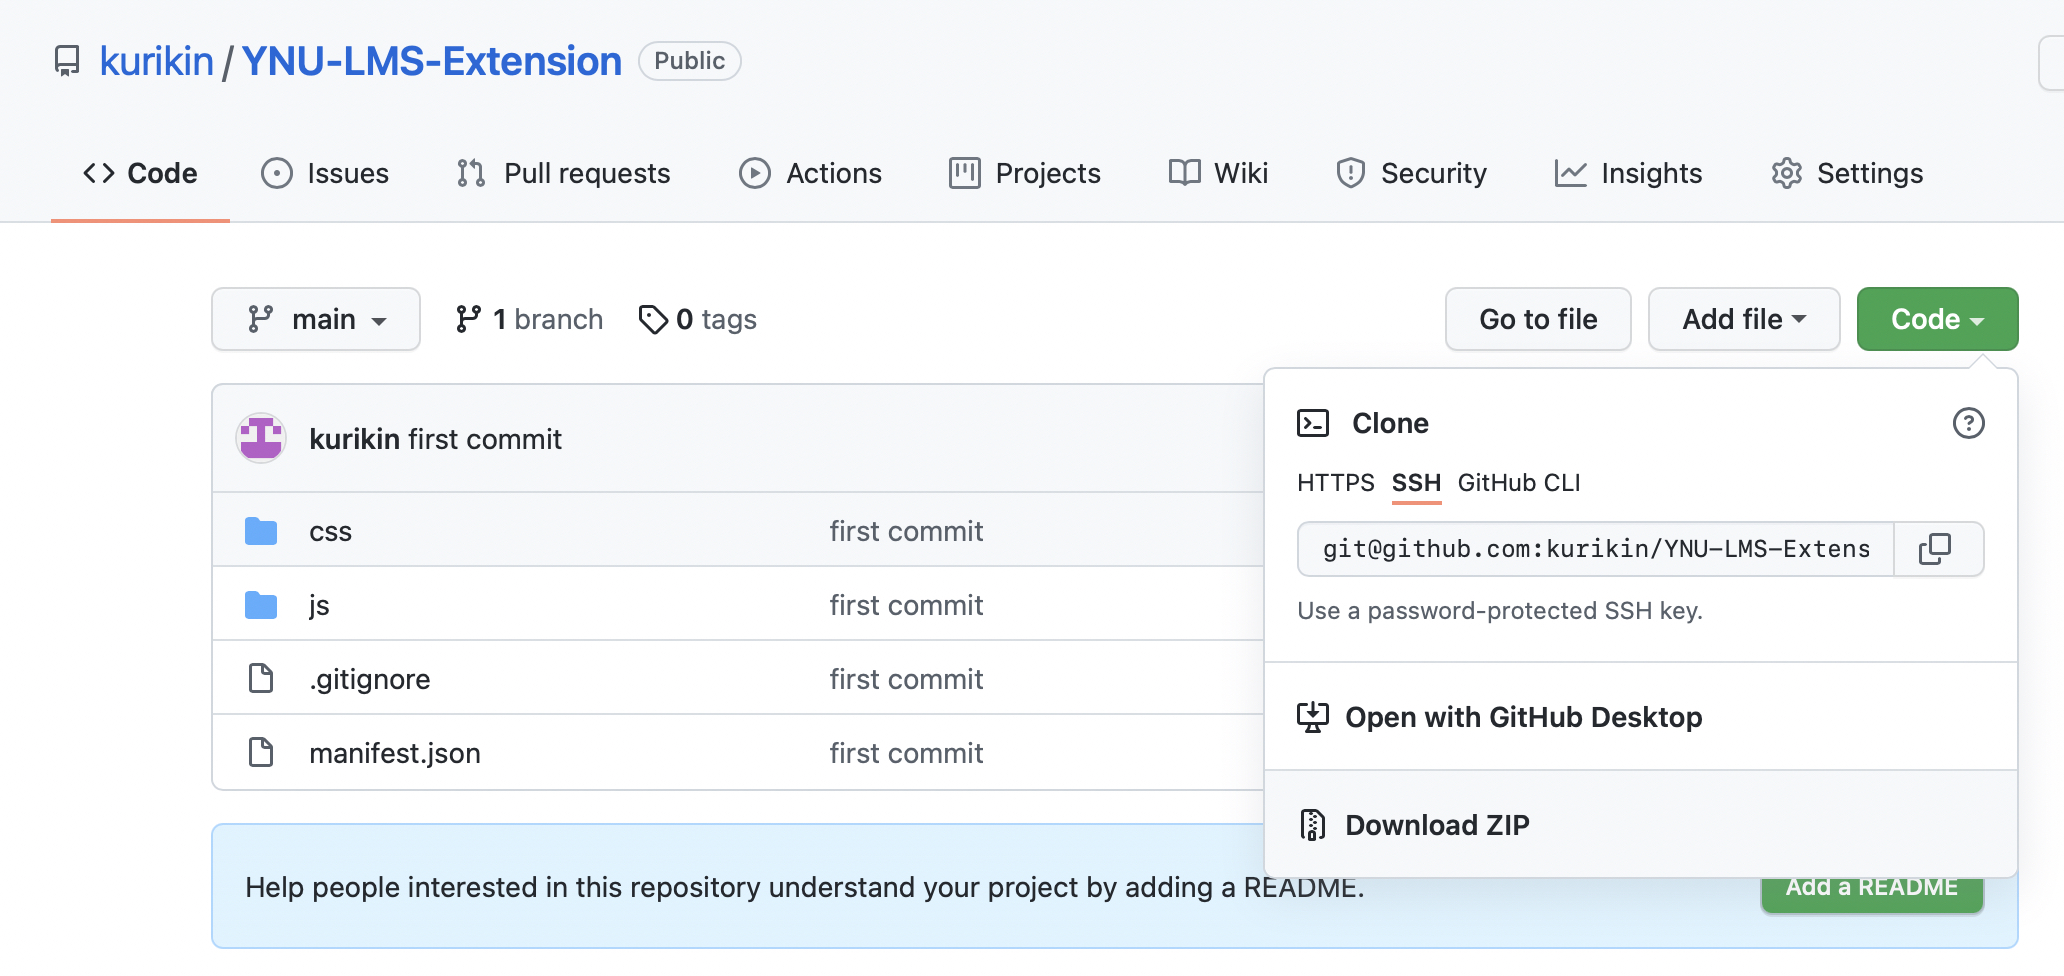 kurikin / YNU-LMS-Extension Public
Code Issues Pull requests Actions Projects Wiki Security Insights Settings
main 1 branch 0 tags Go to file Add file Code
kurikin first commit
css first commit
js first commit
.gitignore first commit
manifest.json first commit
Clone
HTTPS SSH GitHub CLI
git@github.com:kurikin/YNU-LMS-Extens
Use a password-protected SSH key.
Open with GitHub Desktop
Download ZIP
Help people interested in this repository understand your project by adding a README.
Add a README